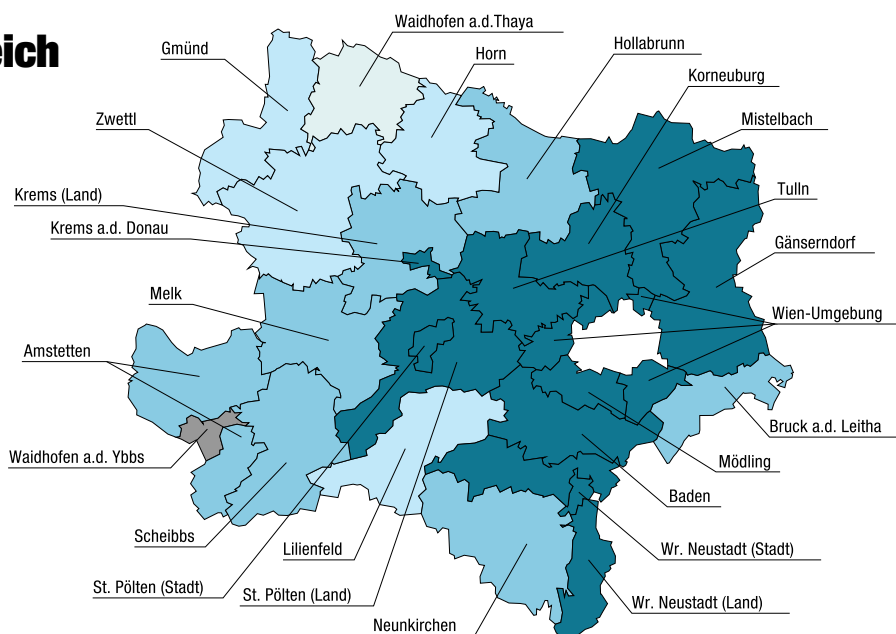 eich
Waidhofen a.d.Thaya
Gmünd
Horn
Hollabrunn
Korneuburg
Zwettl
Mistelbach
Krems (Land)
Tulln
Krems a.d. Donau
Gänserndorf
Melk
Wien-Umgebung
Amstetten
Bruck a.d. Leitha
Waidhofen a.d. Ybbs
Mödling
Baden
Scheibbs
Lilienfeld
Wr. Neustadt (Stadt)
St. Pölten (Stadt)
St. Pölten (Land)
Wr. Neustadt (Land)
Neunkirchen